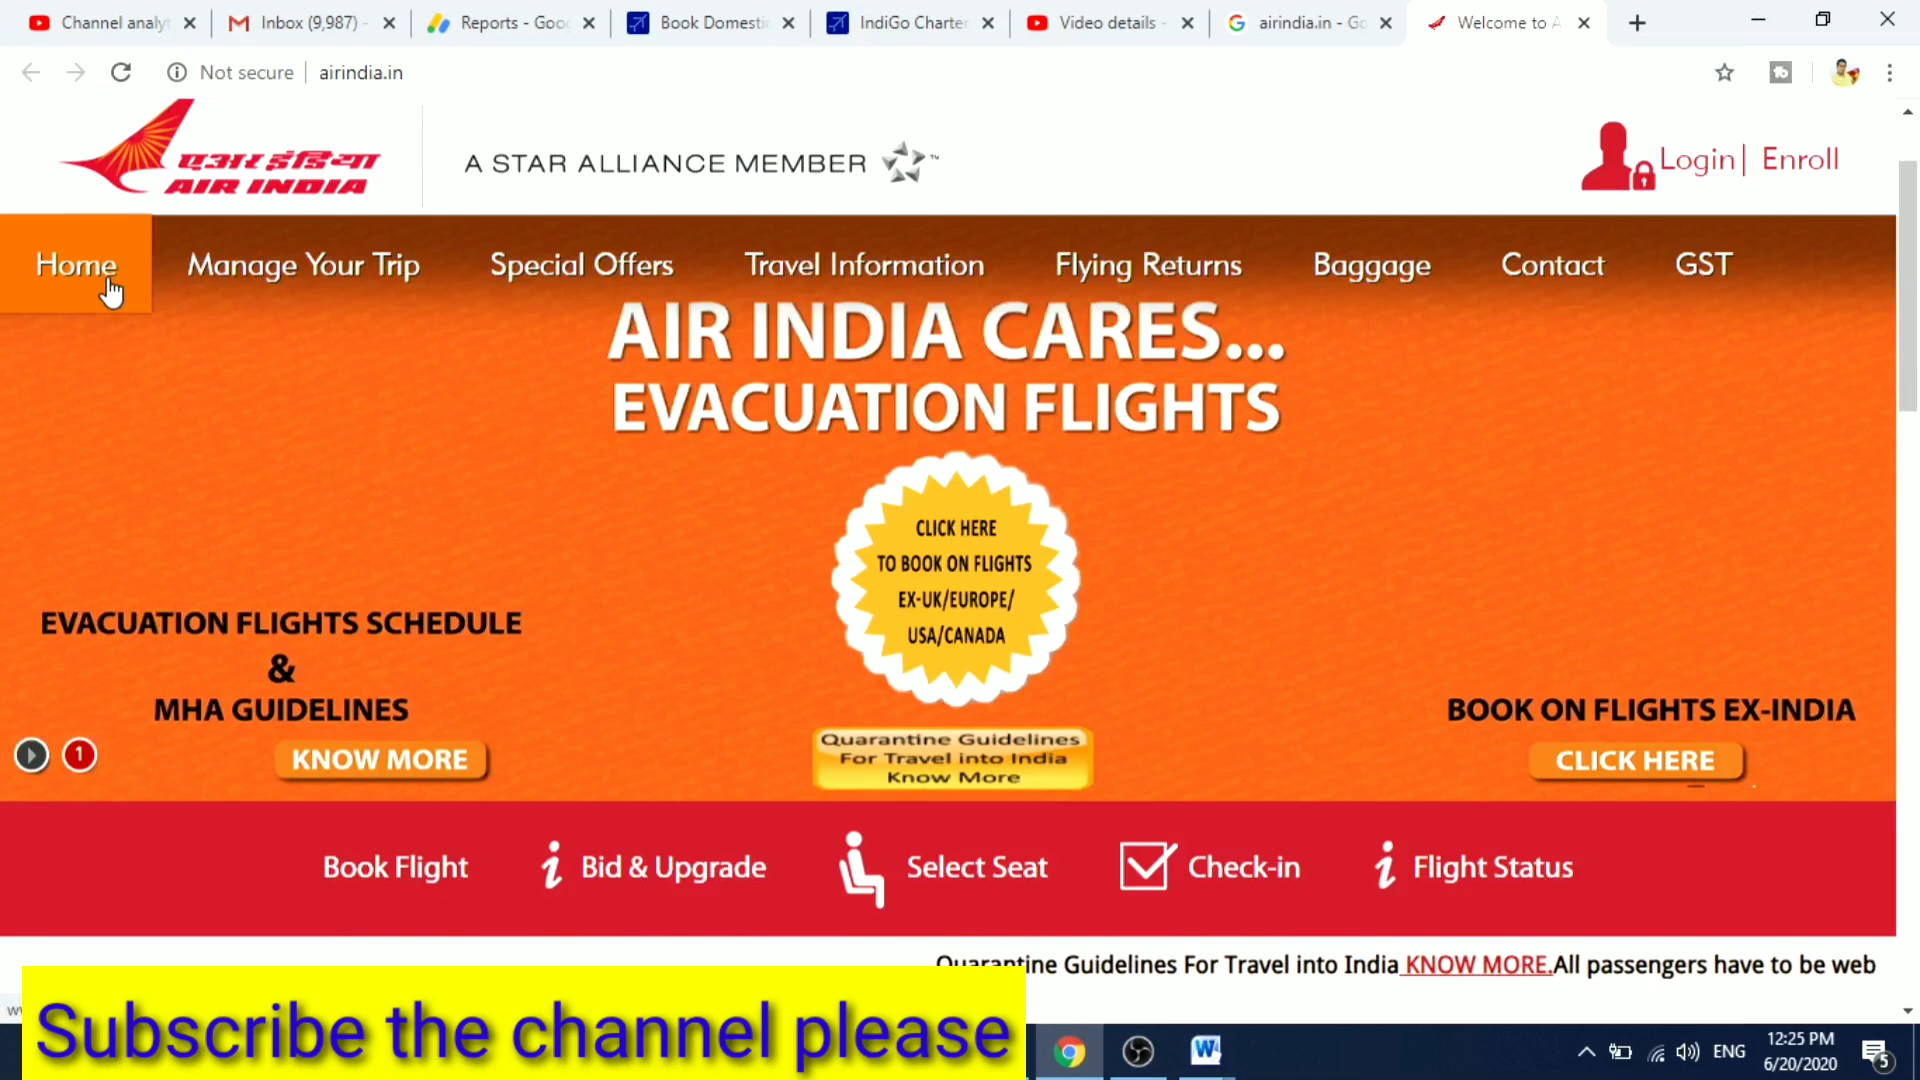 Channel analyt
Inbox (9,987) -
Reports - Goog
Book Domesti
IndiGo Charter
Video details -
airindia.in - Go
Welcome to A
Not secure
airindia.in
एअर इंडिया
AIR INDIA
A STAR ALLIANCE MEMBER ™
Login| Enroll
Home
Manage Your Trip
Special Offers
Travel Information
Flying Returns
Baggage
Contact
GST
AIR INDIA CARES...
EVACUATION FLIGHTS
CLICK HERE
TO BOOK ON FLIGHTS
EX-UK/EUROPE/
USA/CANADA
EVACUATION FLIGHTS SCHEDULE
&
MHA GUIDELINES
KNOW MORE
1
Quarantine Guidelines
For Travel into India
Know More
BOOK ON FLIGHTS EX-INDIA
CLICK HERE
Book Flight
Bid & Upgrade
Select Seat
Check-in
Flight Status
Quarantine Guidelines For Travel into India KNOW MORE.All passengers have to be web
Subscribe the channel please
ENG
12:25 PM
6/20/2020
5